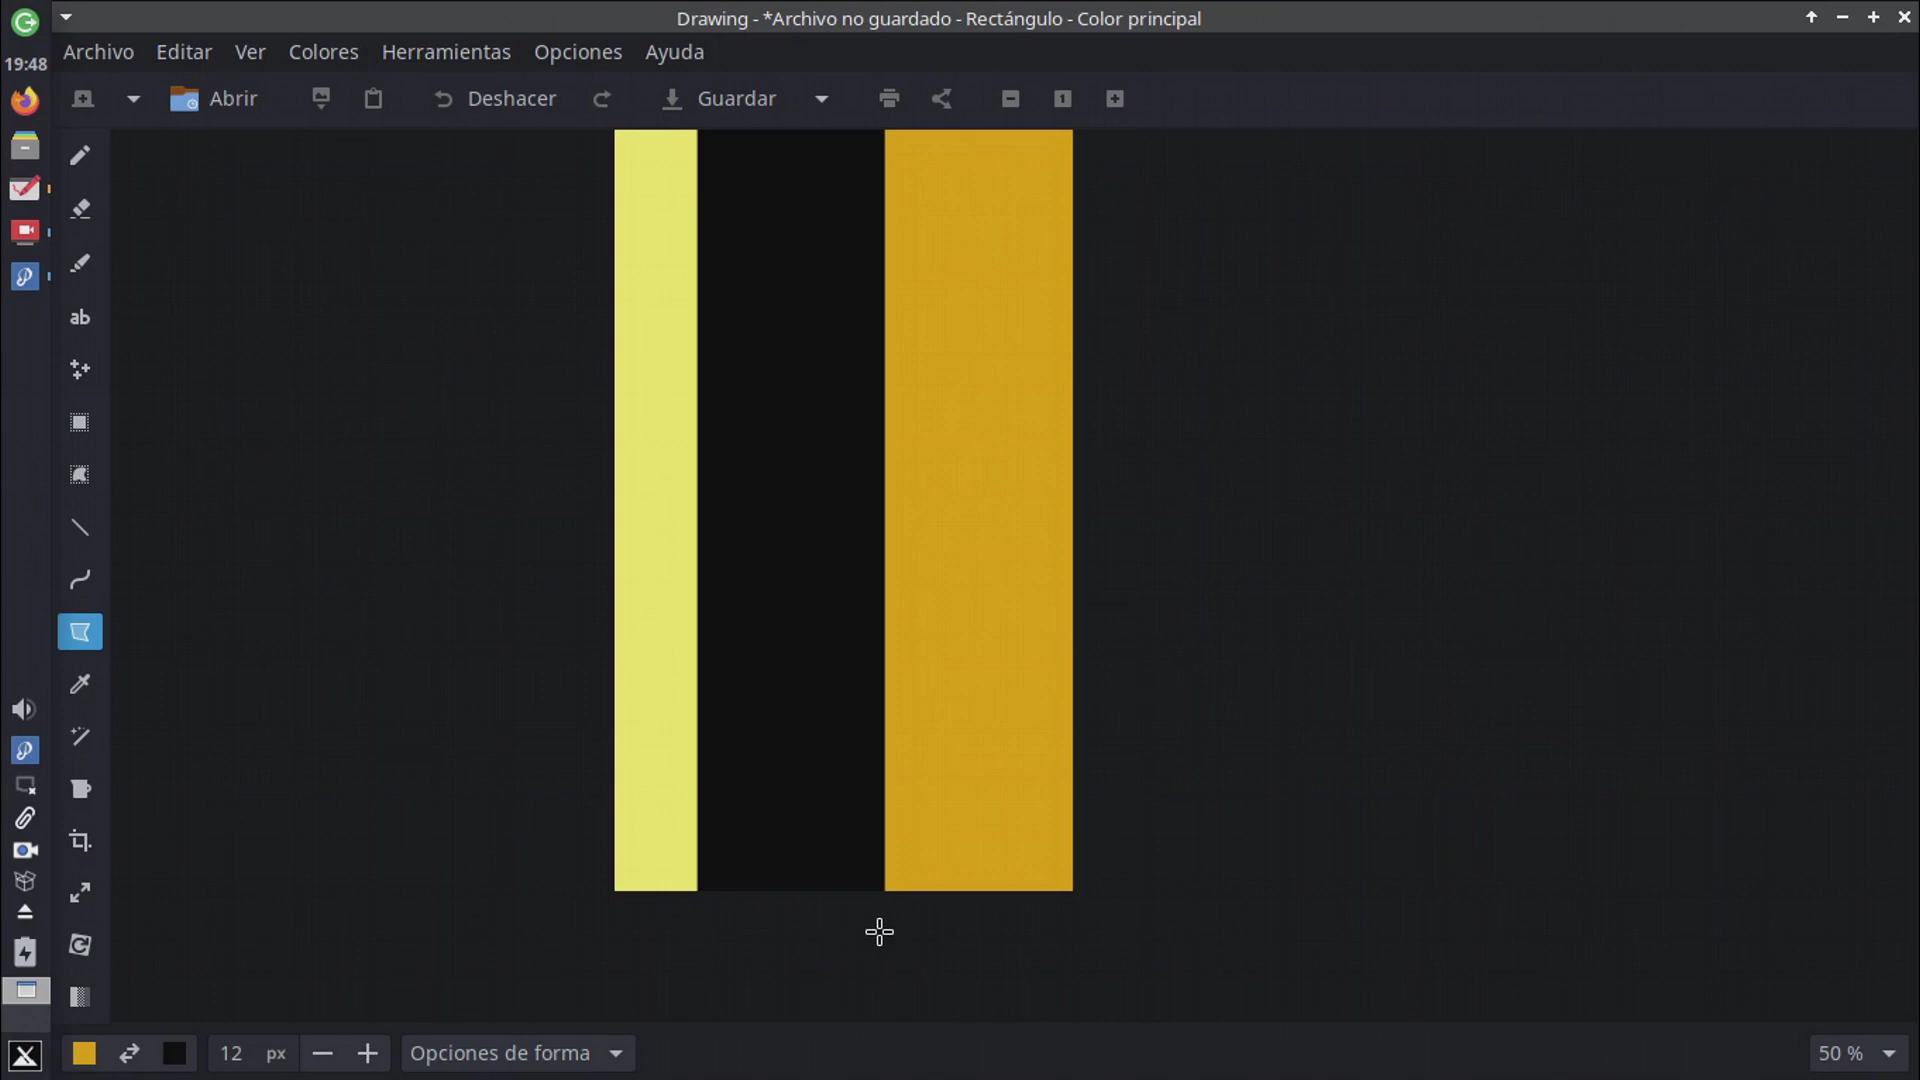 Drawing - *Archivo no guardado - Rectángulo - Color principal
19:48
Archivo Editar Ver Colores Herramientas Opciones Ayuda
Abrir Deshacer Guardar 1
ab
12 px Opciones de forma 50 %